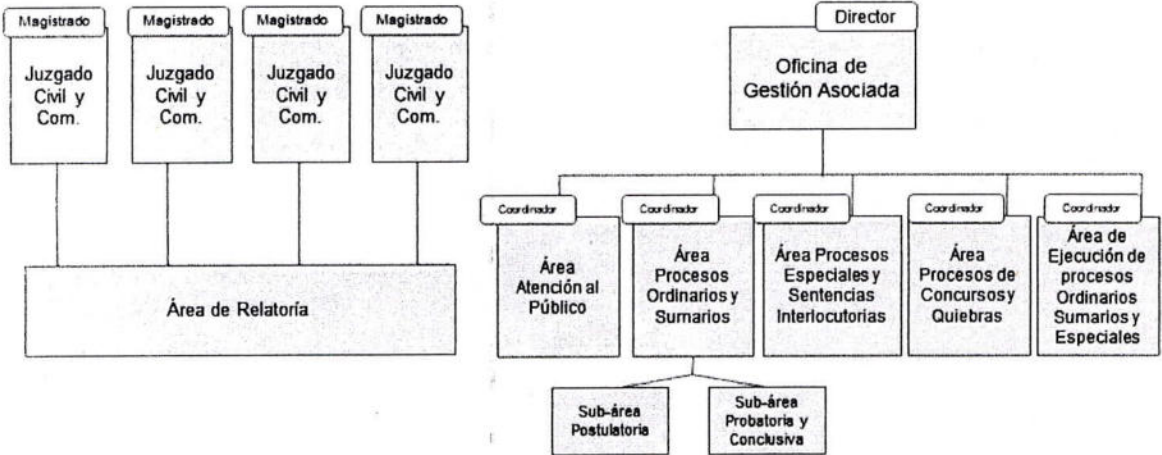 Magistrado
Juzgado
Civil y
Com.
Magistrado
Juzgado
Civil y
Com.
Magistrado
Juzgado
Civil y
Com.
Magistrado
Juzgado
Civil y
Com.
Área de Relatoría
Director
Oficina de
Gestión Asociada
Coordinador
Área
Atención al
Público
Coordinador
Área
Procesos
Ordinarios y
Sumarios
Coordinador
Área Procesos
Especiales y
Sentencias
Interlocutorias
Coordinador
Área
Procesos de
Concursos y
Quiebras
Coordinador
Área de
Ejecución de
procesos
Ordinarios
Sumarios y
Especiales
Sub-área
Postulatoria
Sub-área
Probatoria y
Conclusiva